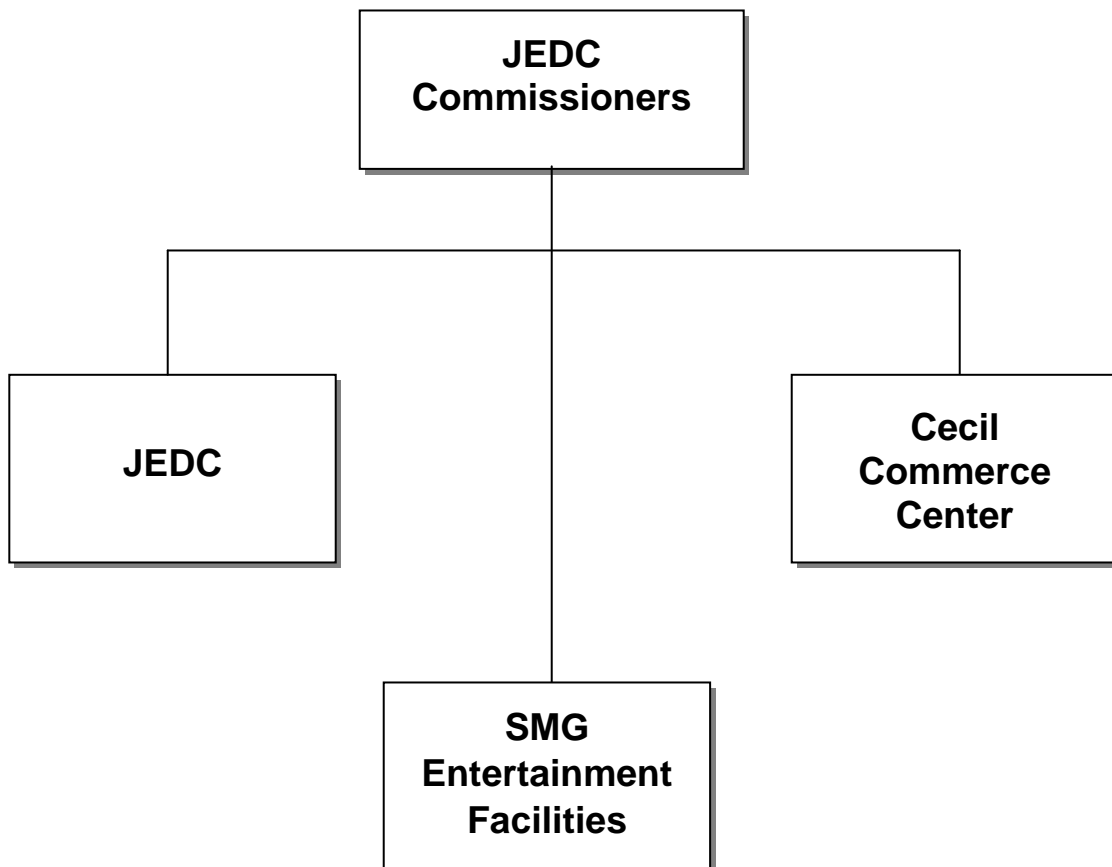 JEDC
Commissioners
JEDC
Cecil
Commerce
Center
SMG
Entertainment
Facilities